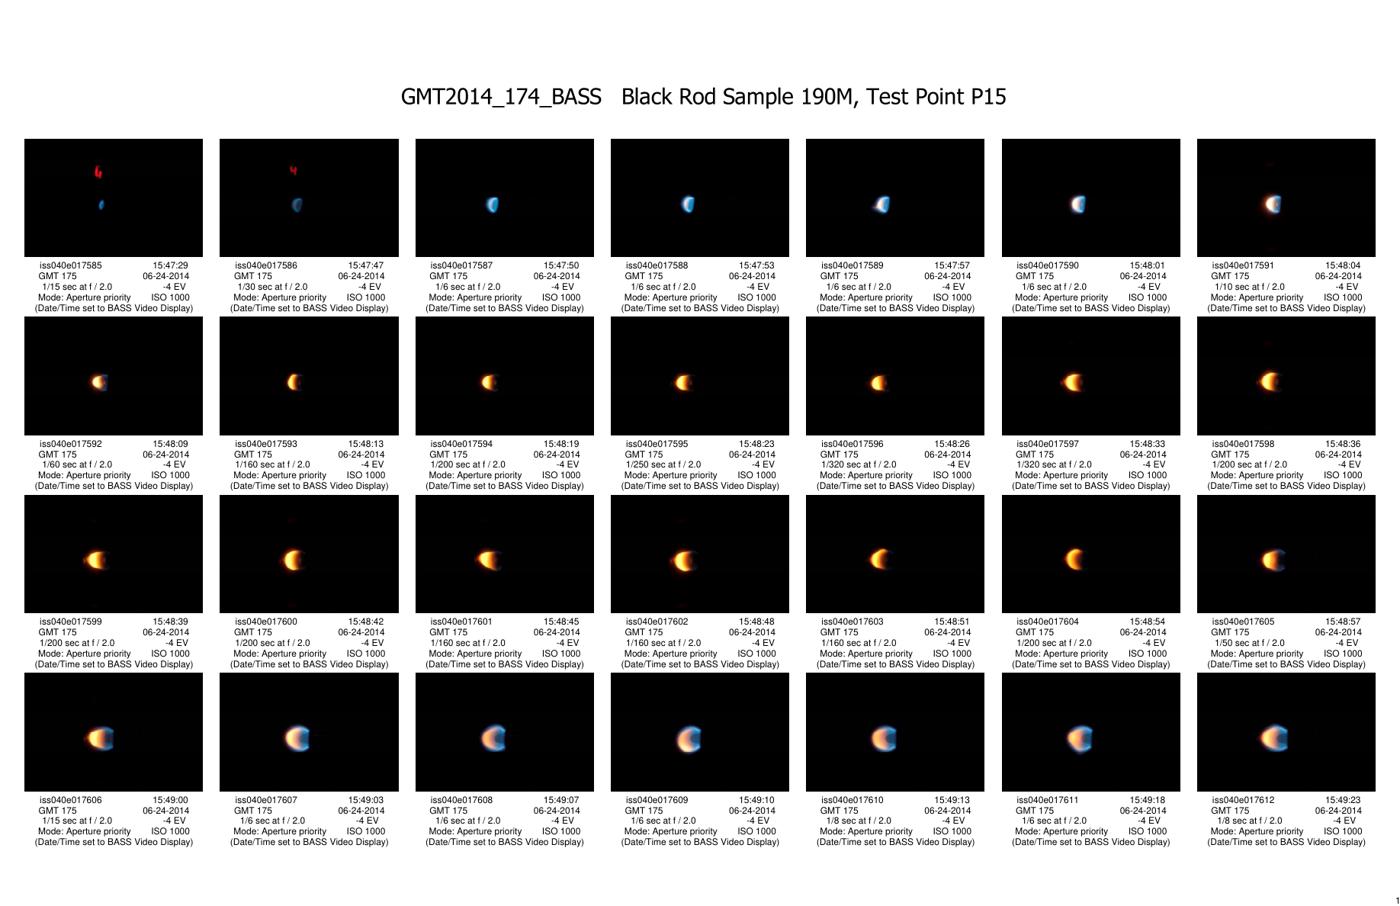 GMT2014_174_BASS   Black Rod Sample 190M, Test Point P15
6
4
iss040e017585 15:47:29
GMT 175 06-24-2014
1/15 sec at f / 2.0 -4 EV
Mode: Aperture priority ISO 1000
(Date/Time set to BASS Video Display)
iss040e017586 15:47:47
GMT 175 06-24-2014
1/30 sec at f / 2.0 -4 EV
Mode: Aperture priority ISO 1000
(Date/Time set to BASS Video Display)
iss040e017587 15:47:50
GMT 175 06-24-2014
1/6 sec at f / 2.0 -4 EV
Mode: Aperture priority ISO 1000
(Date/Time set to BASS Video Display)
iss040e017588 15:47:53
GMT 175 06-24-2014
1/6 sec at f / 2.0 -4 EV
Mode: Aperture priority ISO 1000
(Date/Time set to BASS Video Display)
iss040e017589 15:47:57
GMT 175 06-24-2014
1/6 sec at f / 2.0 -4 EV
Mode: Aperture priority ISO 1000
(Date/Time set to BASS Video Display)
iss040e017590 15:48:01
GMT 175 06-24-2014
1/6 sec at f / 2.0 -4 EV
Mode: Aperture priority ISO 1000
(Date/Time set to BASS Video Display)
iss040e017591 15:48:04
GMT 175 06-24-2014
1/10 sec at f / 2.0 -4 EV
Mode: Aperture priority ISO 1000
(Date/Time set to BASS Video Display)
iss040e017592 15:48:09
GMT 175 06-24-2014
1/60 sec at f / 2.0 -4 EV
Mode: Aperture priority ISO 1000
(Date/Time set to BASS Video Display)
iss040e017593 15:48:13
GMT 175 06-24-2014
1/160 sec at f / 2.0 -4 EV
Mode: Aperture priority ISO 1000
(Date/Time set to BASS Video Display)
iss040e017594 15:48:19
GMT 175 06-24-2014
1/200 sec at f / 2.0 -4 EV
Mode: Aperture priority ISO 1000
(Date/Time set to BASS Video Display)
iss040e017595 15:48:23
GMT 175 06-24-2014
1/250 sec at f / 2.0 -4 EV
Mode: Aperture priority ISO 1000
(Date/Time set to BASS Video Display)
iss040e017596 15:48:26
GMT 175 06-24-2014
1/320 sec at f / 2.0 -4 EV
Mode: Aperture priority ISO 1000
(Date/Time set to BASS Video Display)
iss040e017597 15:48:33
GMT 175 06-24-2014
1/320 sec at f / 2.0 -4 EV
Mode: Aperture priority ISO 1000
(Date/Time set to BASS Video Display)
iss040e017598 15:48:36
GMT 175 06-24-2014
1/200 sec at f / 2.0 -4 EV
Mode: Aperture priority ISO 1000
(Date/Time set to BASS Video Display)
iss040e017599 15:48:39
GMT 175 06-24-2014
1/200 sec at f / 2.0 -4 EV
Mode: Aperture priority ISO 1000
(Date/Time set to BASS Video Display)
iss040e017600 15:48:42
GMT 175 06-24-2014
1/200 sec at f / 2.0 -4 EV
Mode: Aperture priority ISO 1000
(Date/Time set to BASS Video Display)
iss040e017601 15:48:45
GMT 175 06-24-2014
1/160 sec at f / 2.0 -4 EV
Mode: Aperture priority ISO 1000
(Date/Time set to BASS Video Display)
iss040e017602 15:48:48
GMT 175 06-24-2014
1/160 sec at f / 2.0 -4 EV
Mode: Aperture priority ISO 1000
(Date/Time set to BASS Video Display)
iss040e017603 15:48:51
GMT 175 06-24-2014
1/160 sec at f / 2.0 -4 EV
Mode: Aperture priority ISO 1000
(Date/Time set to BASS Video Display)
iss040e017604 15:48:54
GMT 175 06-24-2014
1/200 sec at f / 2.0 -4 EV
Mode: Aperture priority ISO 1000
(Date/Time set to BASS Video Display)
iss040e017605 15:48:57
GMT 175 06-24-2014
1/50 sec at f / 2.0 -4 EV
Mode: Aperture priority ISO 1000
(Date/Time set to BASS Video Display)
iss040e017606 15:49:00
GMT 175 06-24-2014
1/15 sec at f / 2.0 -4 EV
Mode: Aperture priority ISO 1000
(Date/Time set to BASS Video Display)
iss040e017607 15:49:03
GMT 175 06-24-2014
1/6 sec at f / 2.0 -4 EV
Mode: Aperture priority ISO 1000
(Date/Time set to BASS Video Display)
iss040e017608 15:49:07
GMT 175 06-24-2014
1/6 sec at f / 2.0 -4 EV
Mode: Aperture priority ISO 1000
(Date/Time set to BASS Video Display)
iss040e017609 15:49:10
GMT 175 06-24-2014
1/6 sec at f / 2.0 -4 EV
Mode: Aperture priority ISO 1000
(Date/Time set to BASS Video Display)
iss040e017610 15:49:13
GMT 175 06-24-2014
1/8 sec at f / 2.0 -4 EV
Mode: Aperture priority ISO 1000
(Date/Time set to BASS Video Display)
iss040e017611 15:49:18
GMT 175 06-24-2014
1/6 sec at f / 2.0 -4 EV
Mode: Aperture priority ISO 1000
(Date/Time set to BASS Video Display)
iss040e017612 15:49:23
GMT 175 06-24-2014
1/8 sec at f / 2.0 -4 EV
Mode: Aperture priority ISO 1000
(Date/Time set to BASS Video Display)